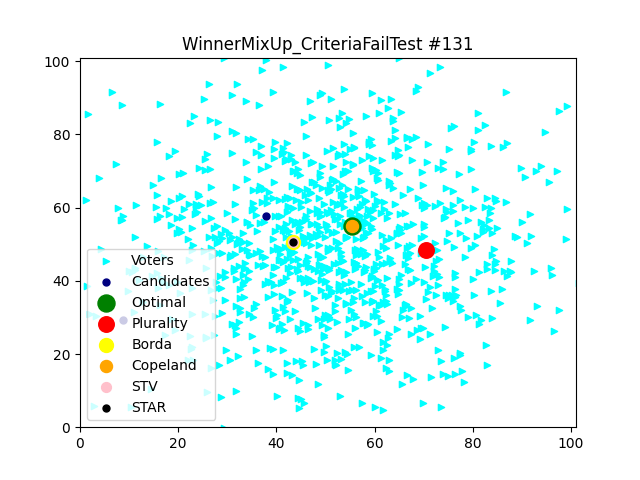 WinnerMixUp_CriteriaFailTest #131
100
80
60
40
20
0
Voters
Candidates
Optimal
Plurality
Borda
Copeland
STV
STAR
0 20 40 60 80 100